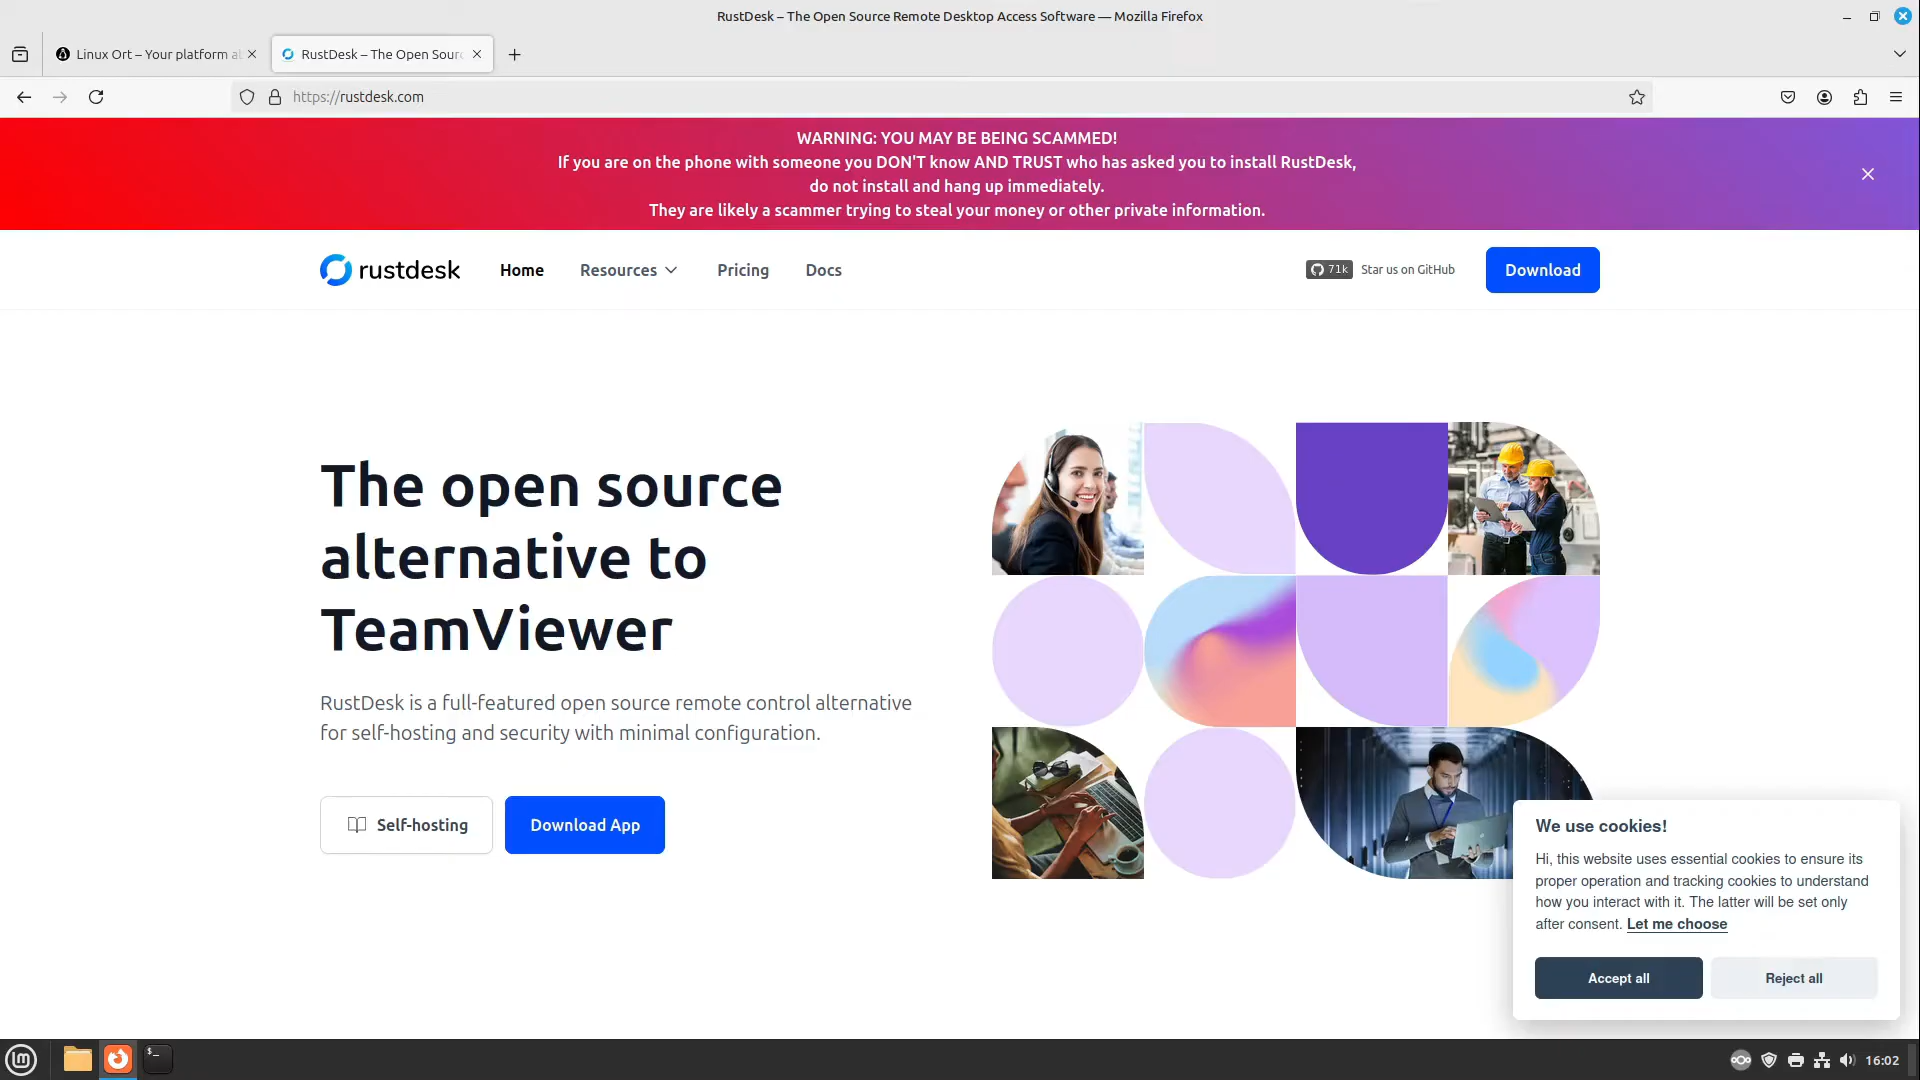 RustDesk – The Open Source Remote Desktop Access Software — Mozilla Firefox
Linux Ort – Your platform a
RustDesk – The Open Sour
https://rustdesk.com
WARNING: YOU MAY BE BEING SCAMMED!
If you are on the phone with someone you DON'T know AND TRUST who has asked you to install RustDesk,
do not install and hang up immediately.
They are likely a scammer trying to steal your money or other private information.
rustdesk
Home
Resources
Pricing
Docs
71k
Star us on GitHub
Download
The open source
alternative to
TeamViewer
RustDesk is a full-featured open source remote control alternative
for self-hosting and security with minimal configuration.
Self-hosting
Download App
We use cookies!
Hi, this website uses essential cookies to ensure its
proper operation and tracking cookies to understand
how you interact with it. The latter will be set only
after consent. Let me choose
Accept all
Reject all
16:02